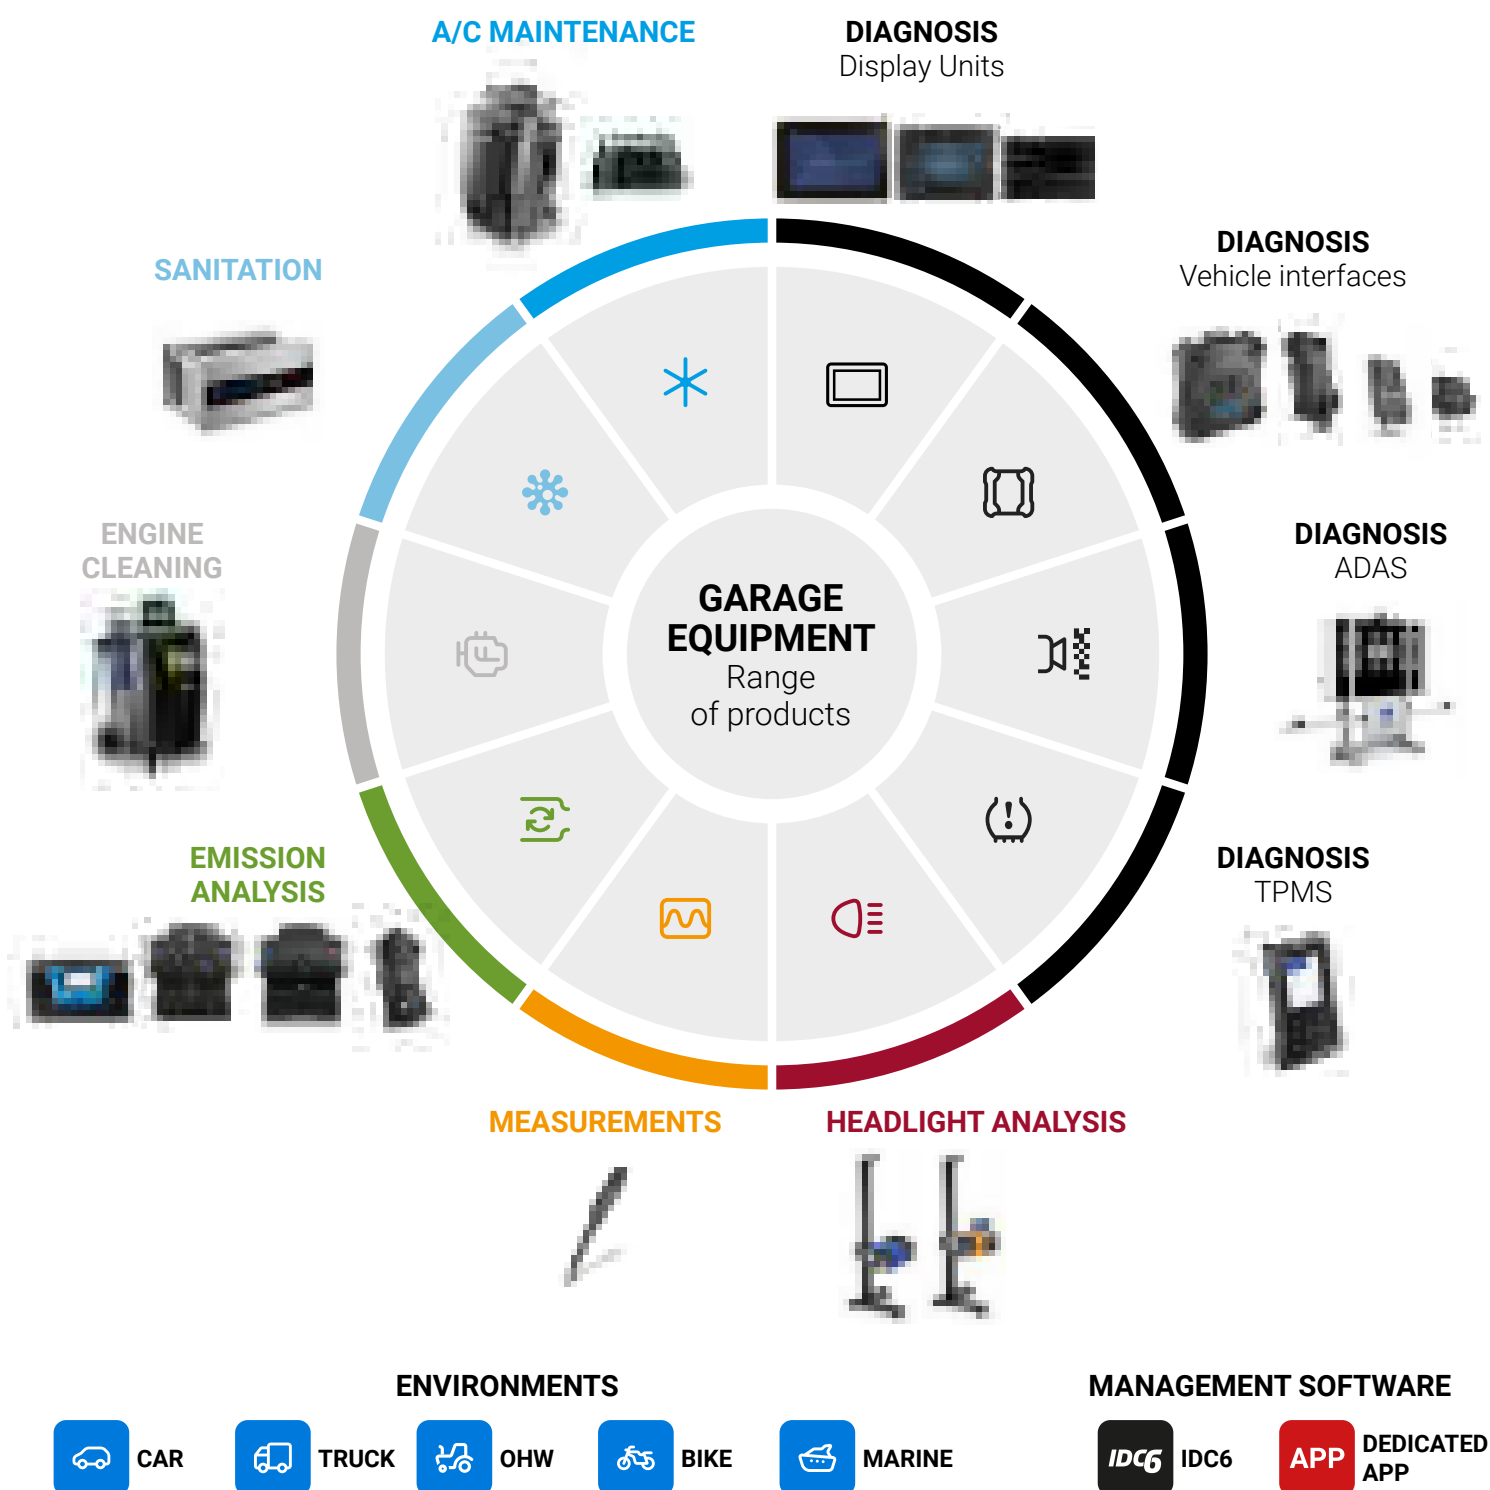 A/C MAINTENANCE
DIAGNOSIS
Display Units
DIAGNOSIS
Vehicle interfaces
SANITATION
ENGINE
CLEANING
DIAGNOSIS
ADAS
GARAGE
EQUIPMENT
Range
of products
EMISSION
ANALYSIS
DIAGNOSIS
TPMS
MEASUREMENTS
HEADLIGHT ANALYSIS
ENVIRONMENTS
CAR
TRUCK
OHW
BIKE
MARINE
MANAGEMENT SOFTWARE
IDC6
IDC6
APP
DEDICATED
APP